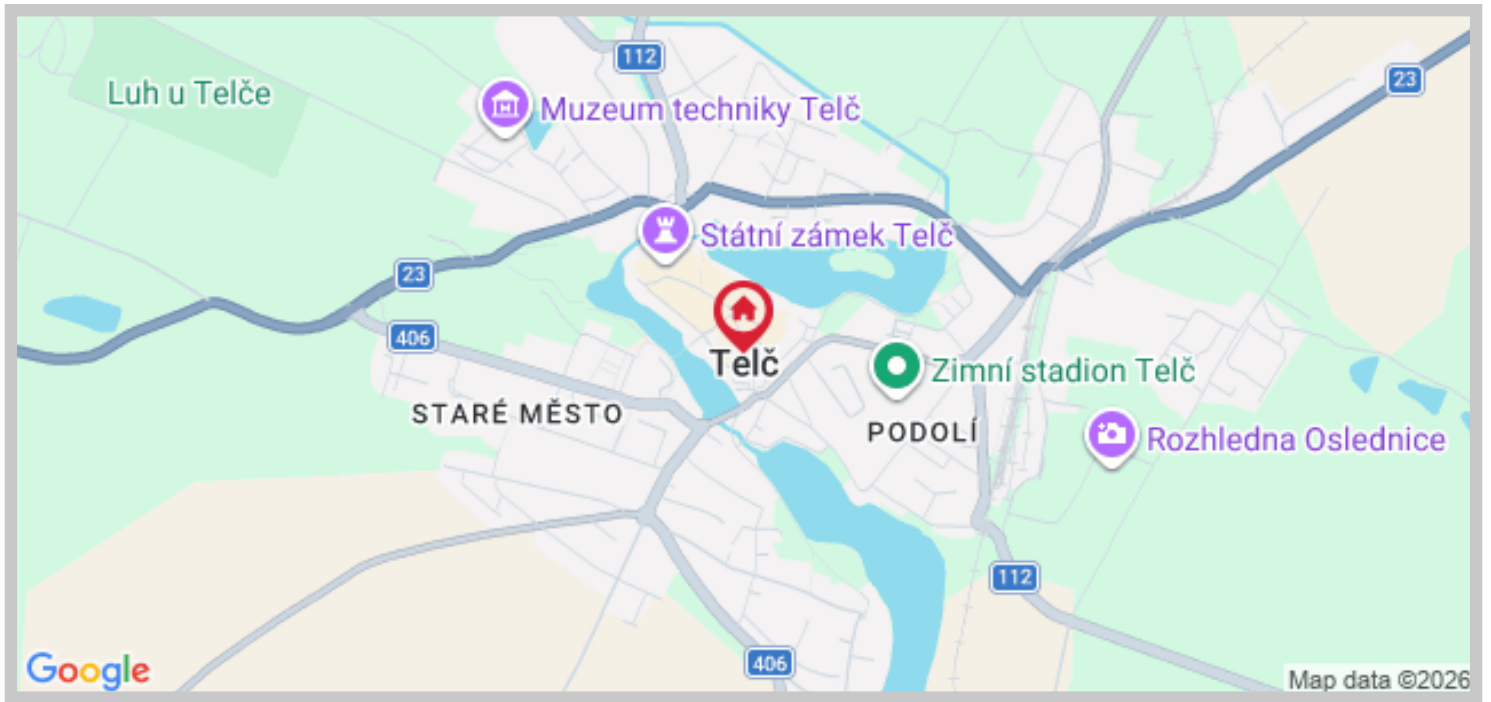 112
23
Luh u Telče
Muzeum techniky Telč
Státní zámek Telč
23
406
Telč
Zimní stadion Telč
STARÉ MĚSTO
PODOLÍ
Rozhledna Oslednice
112
406
Google
Map data ©2026